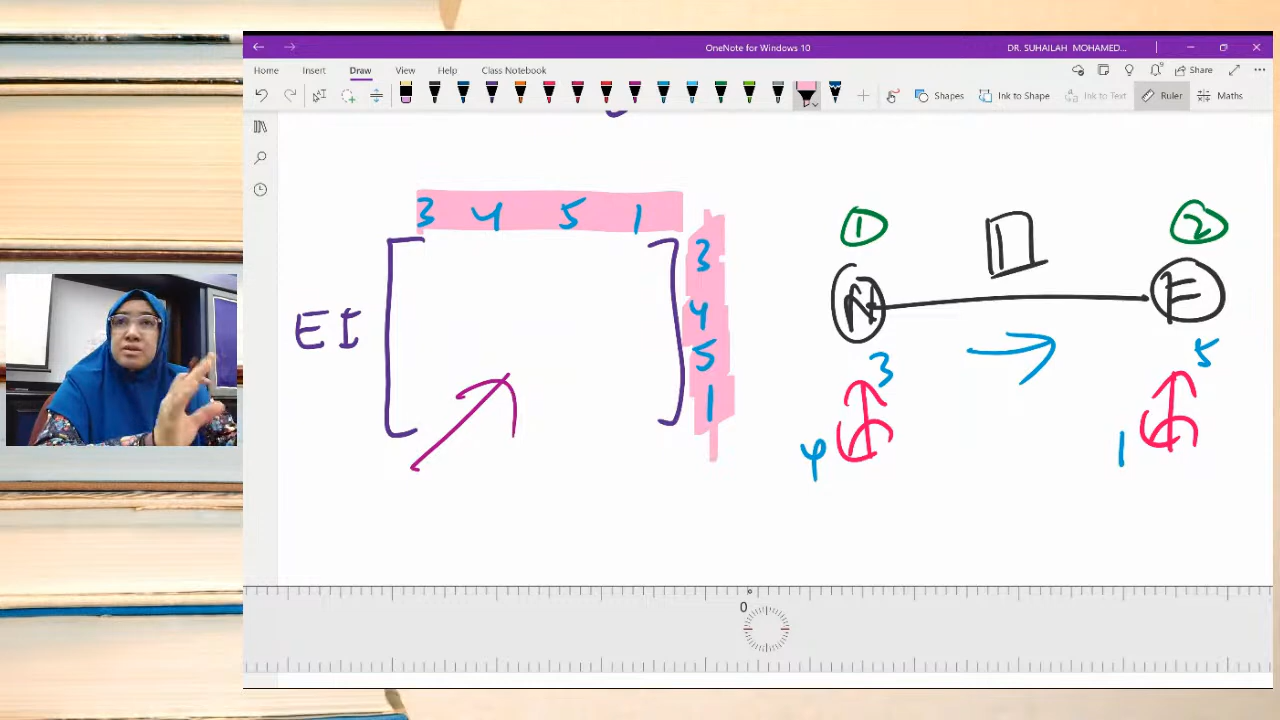 OneNote for Windows 10
DR. SUHAILAH MOHAMED...
Home Insert Draw View Help Class Notebook
Share
Shapes Ink to Shape Ink to Text Ruler Maths
3 4 5 1
EI
3
4
5
1
1
2
N
F
3
5
4
1
0